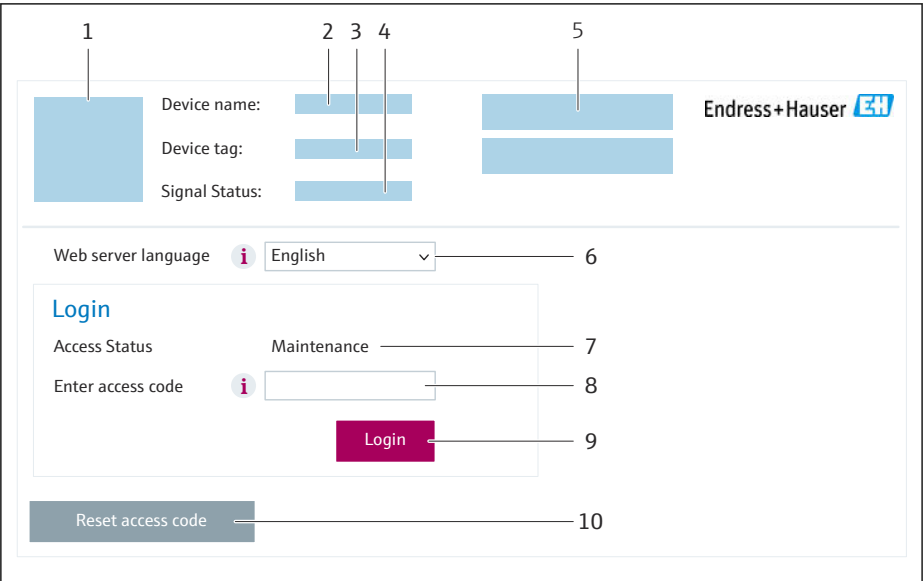 1 2 3 4 5
Device name:
Endress+Hauser EH
Device tag:
Signal Status:
Web server language i English 6
Login
Access Status Maintenance 7
Enter access code i 8
Login 9
Reset access code 10